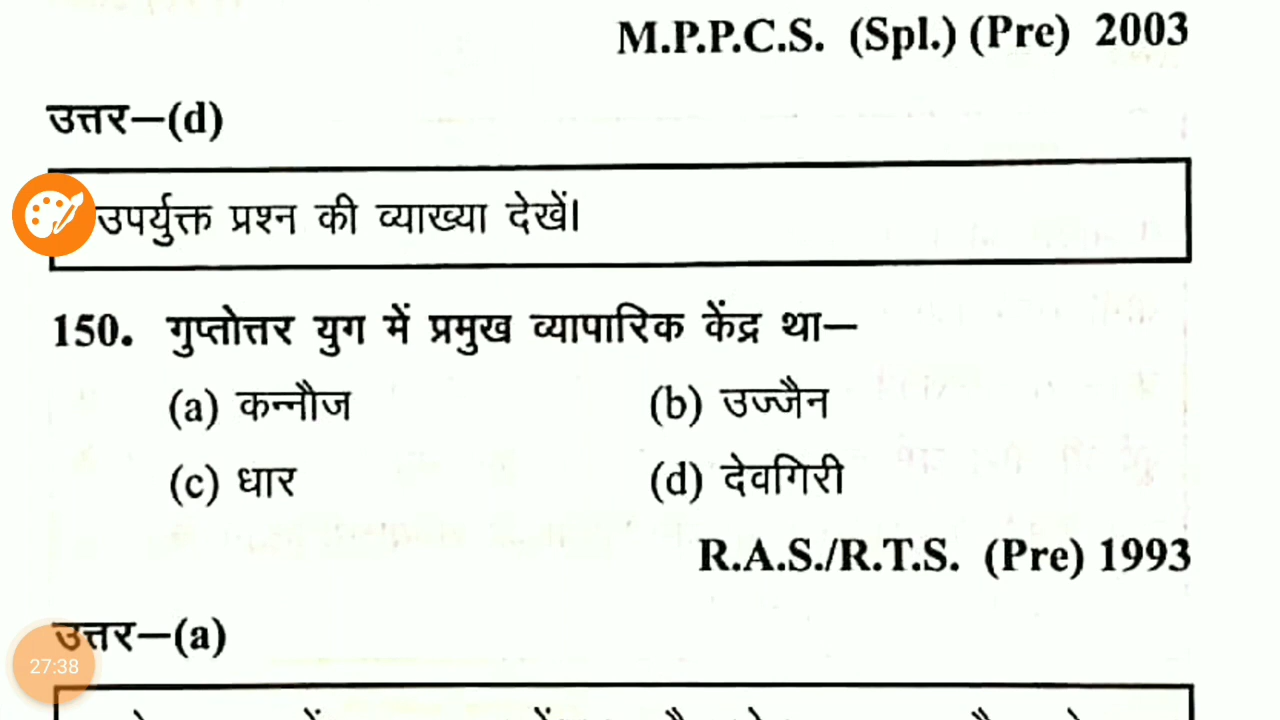 M.P.P.C.S. (Spl.) (Pre) 2003
उत्तर–(d)
उपर्युक्त प्रश्न की व्याख्या देखें।
150. गुप्तोत्तर युग में प्रमुख व्यापारिक केंद्र था–
(a) कन्नौज (b) उज्जैन
(c) धार (d) देवगिरी
R.A.S./R.T.S. (Pre) 1993
उत्तर–(a)
27:38